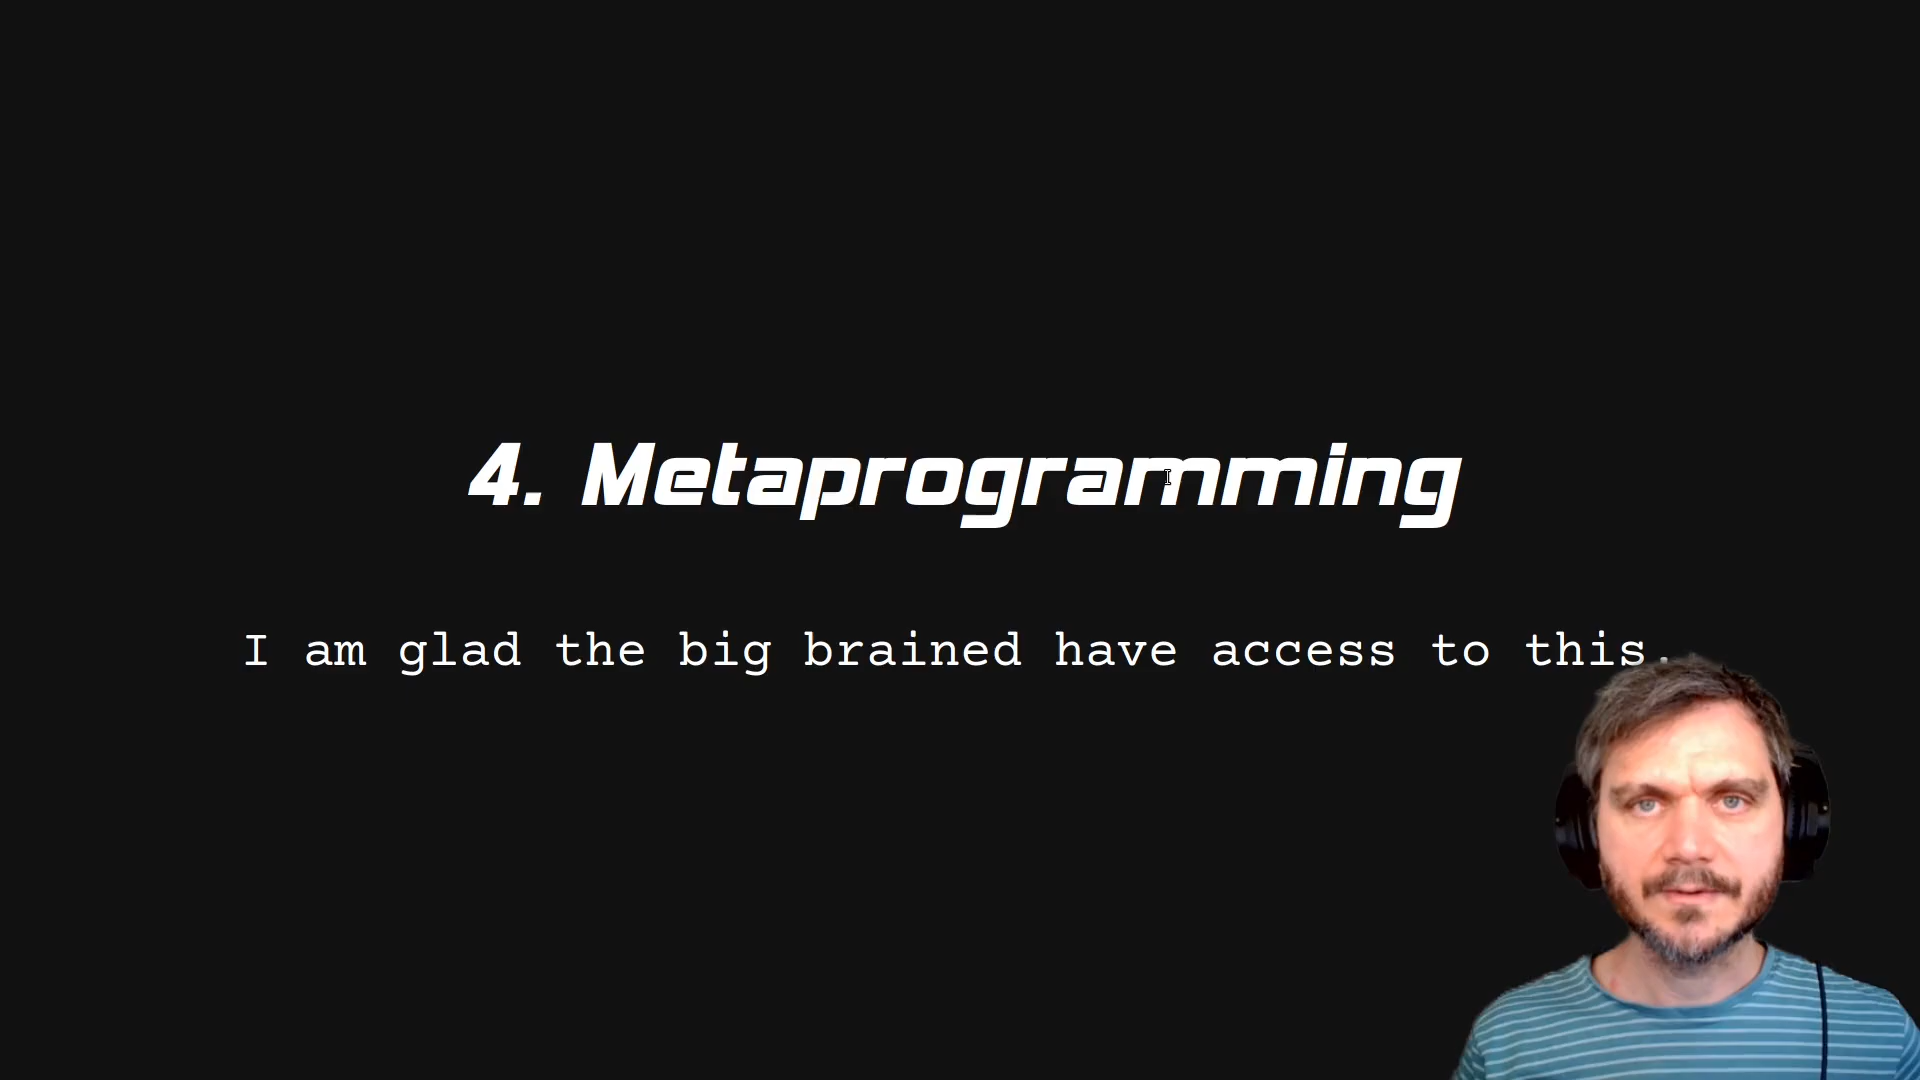 4. Metaprogramming
I am glad the big brained have access to this.